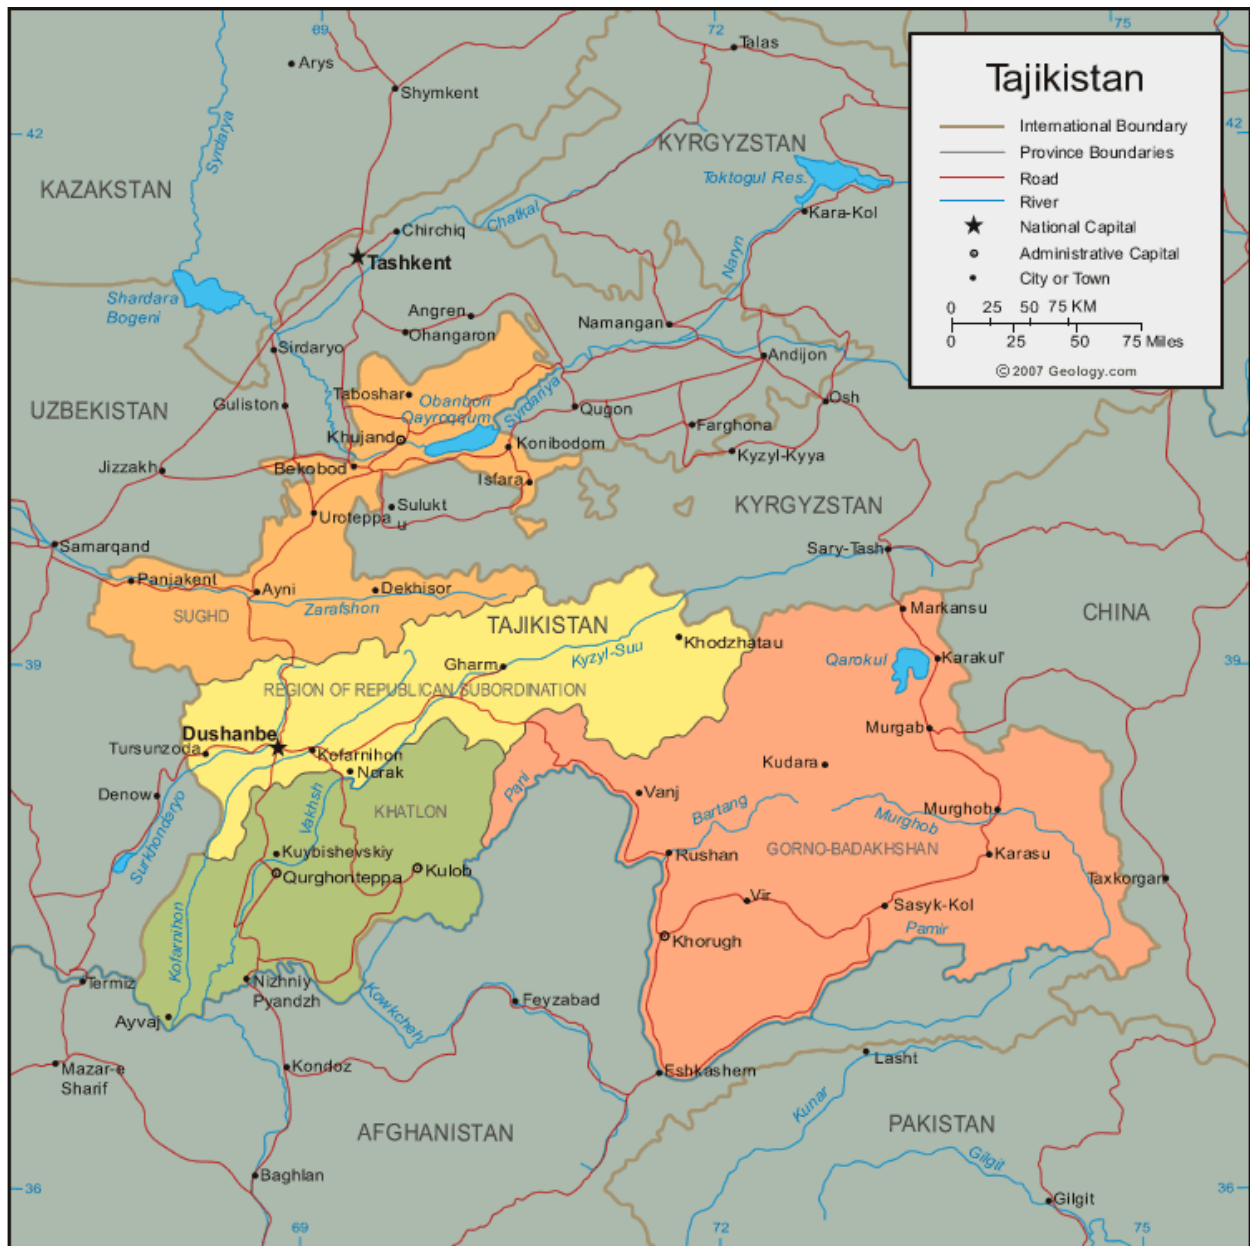 69
72
75
Talas
Arys
Shymkent
Tajikistan
International Boundary
Province Boundaries
Road
River
National Capital
Administrative Capital
City or Town
0 25 50 75 KM
0 25 50 75 Miles
© 2007 Geology.com
42
42
Syrdarya
KYRGYZSTAN
KAZAKSTAN
Toktogul Res.
Kara-Kol
Chatkal
Chirchiq
Naryn
Tashkent
Shardara
Bogeni
Angren
Ohangaron
Namangan
Sirdaryo
Andijon
Taboshar
Obanbori
Qayroqqum
Syrdariya
UZBEKISTAN
Guliston
Qugon
Osh
Khujand
Farghona
Konibodom
Kyzyl-Kyya
Jizzakh
Bekobod
Isfara
Sulukt
u
Uroteppa
KYRGYZSTAN
Samarqand
Sary-Tash
Panjakent
Ayni
Dekhisor
Zarafshon
SUGHD
Markansu
CHINA
TAJIKISTAN
Khodzhatau
Kyzyl-Suu
39
39
Gharm
Qarokul
Karakul'
REGION OF REPUBLICAN SUBORDINATION
Murgab
Dushanbe
Tursunzoda
Kofarnihon
Norak
Kudara
Denow
Surkhondaryo
Vakhsh
KHATLON
Panj
Vanj
Bartang
Murghob
Murghob
Kuybishevskiy
Rushan
GORNO-BADAKHSHAN
Karasu
Qurghonteppa
Kulob
Taxkorgan
Vir
Sasyk-Kol
Kofarnihon
Khorugh
Pamir
Termiz
Nizhniy
Pyandzh
Kowkcheh
Feyzabad
Ayvaj
Mazar-e
Sharif
Kondoz
Eshkashem
Lasht
Kunar
AFGHANISTAN
PAKISTAN
Gilgit
Baghlan
36
36
Gilgit
69
72
75